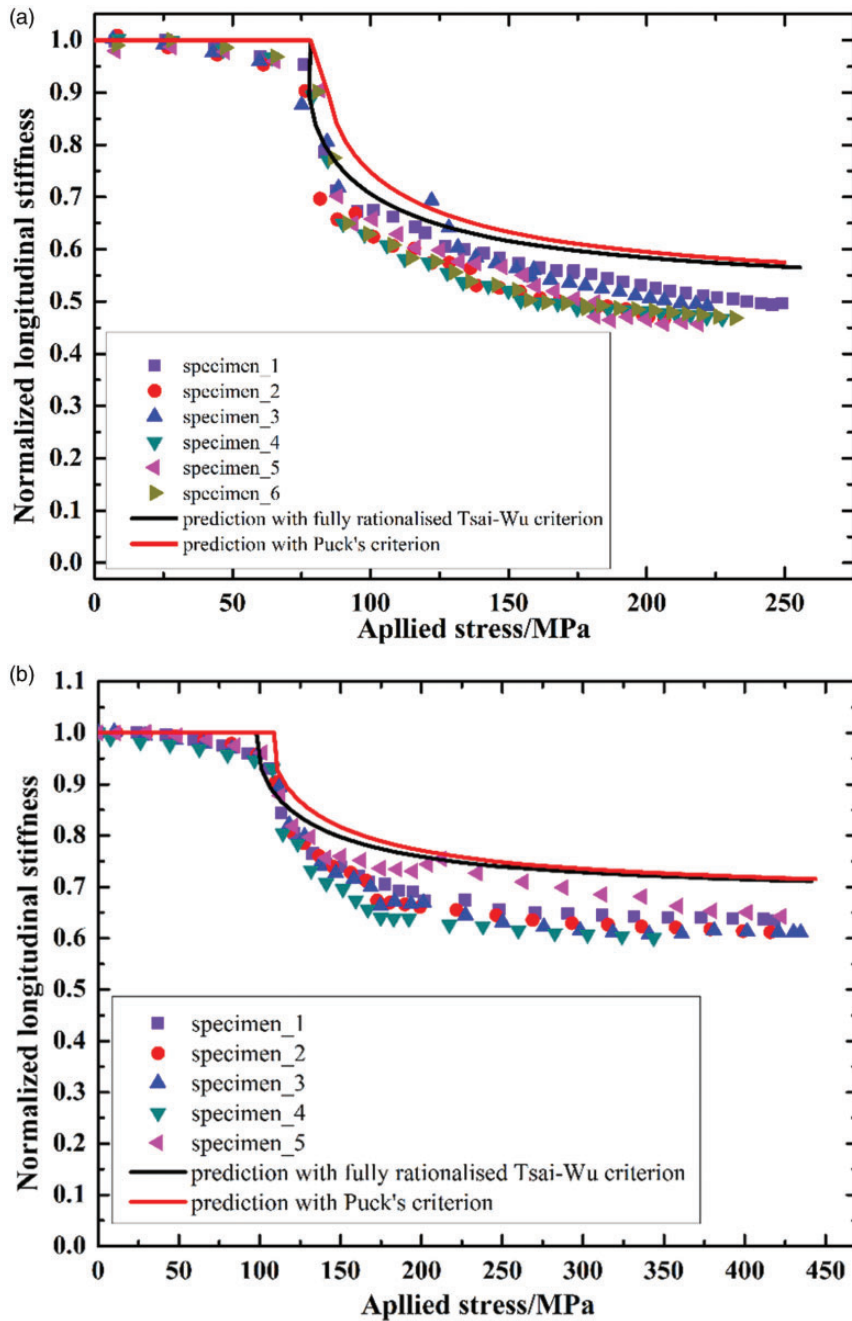 (a)
1.0
0.9
0.8
0.7
0.6
0.5
0.4
0.3
0.2
0.1
0.0
Normalized longitudinal stiffness
specimen_1
specimen_2
specimen_3
specimen_4
specimen_5
specimen_6
prediction with fully rationalised Tsai-Wu criterion
prediction with Puck's criterion
0 50 100 150 200 250
Apllied stress/MPa
(b)
1.1
1.0
0.9
0.8
0.7
0.6
0.5
0.4
0.3
0.2
0.1
0.0
Normalized longitudinal stiffness
specimen_1
specimen_2
specimen_3
specimen_4
specimen_5
prediction with fully rationalised Tsai-Wu criterion
prediction with Puck's criterion
0 50 100 150 200 250 300 350 400 450
Apllied stress/MPa